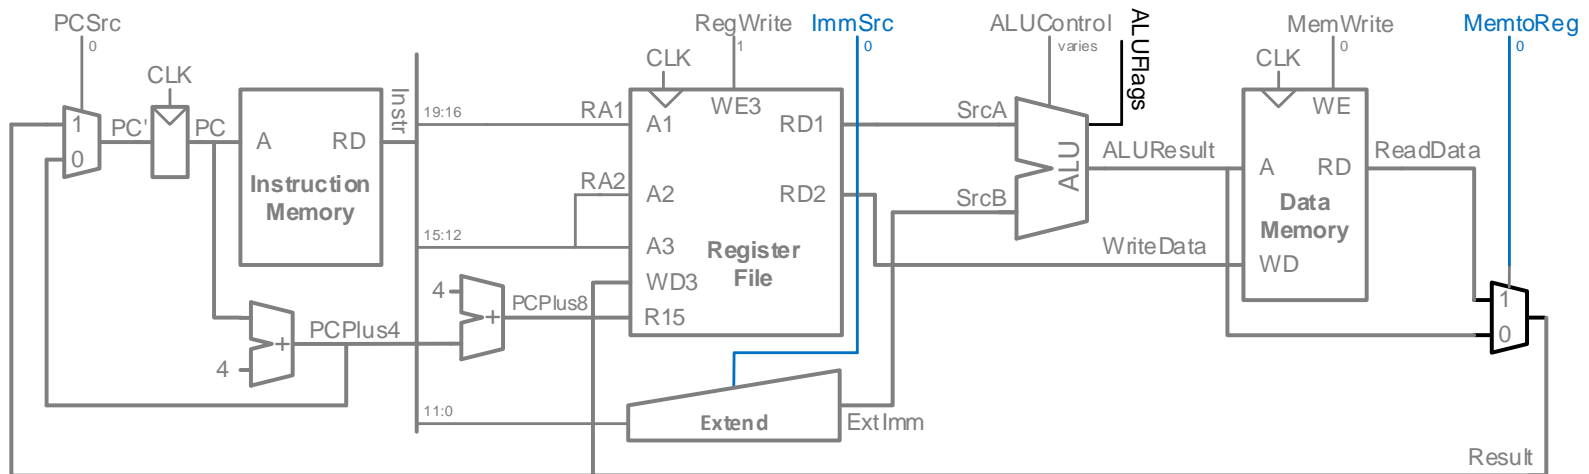 PCSrc
0
RegWrite
1
ImmSrc
0
ALUControl
varies
ALUFlags
MemWrite
0
MemtoReg
0
CLK
CLK
CLK
1
0
PC'
PC
A
RD
Instruction
Memory
Instr
19:16
RA1
A1
WE3
RD1
SrcA
RA2
A2
RD2
SrcB
ALU
ALUResult
WE
A
RD
ReadData
Data
Memory
15:12
A3
Register
File
WriteData
WD
4
+
PCPlus8
WD3
R15
1
0
4
+
PCPlus4
11:0
Extend
ExtImm
Result